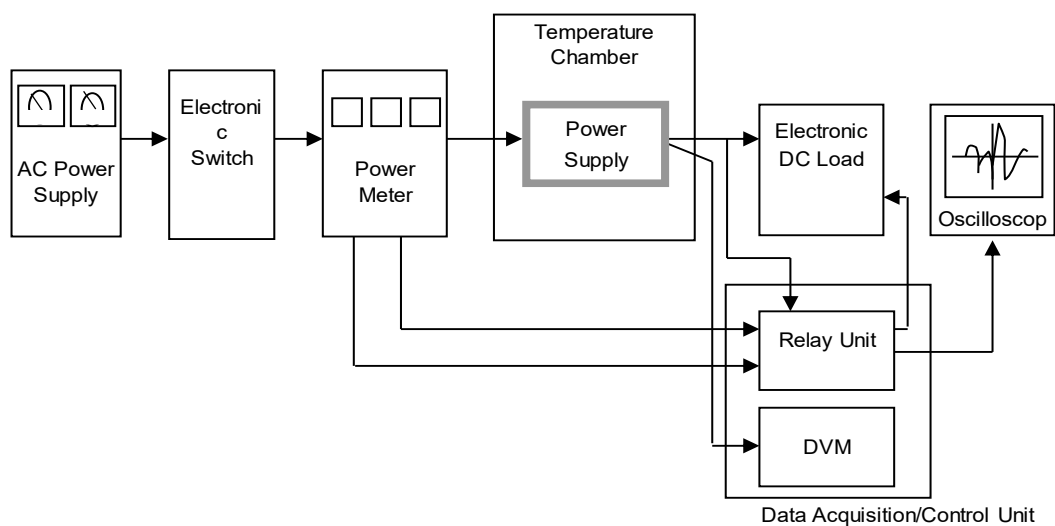 Temperature
Chamber
AC Power
Supply
Electroni
c
Switch
Power
Meter
Power
Supply
Electronic
DC Load
Oscilloscop
Relay Unit
DVM
Data Acquisition/Control Unit